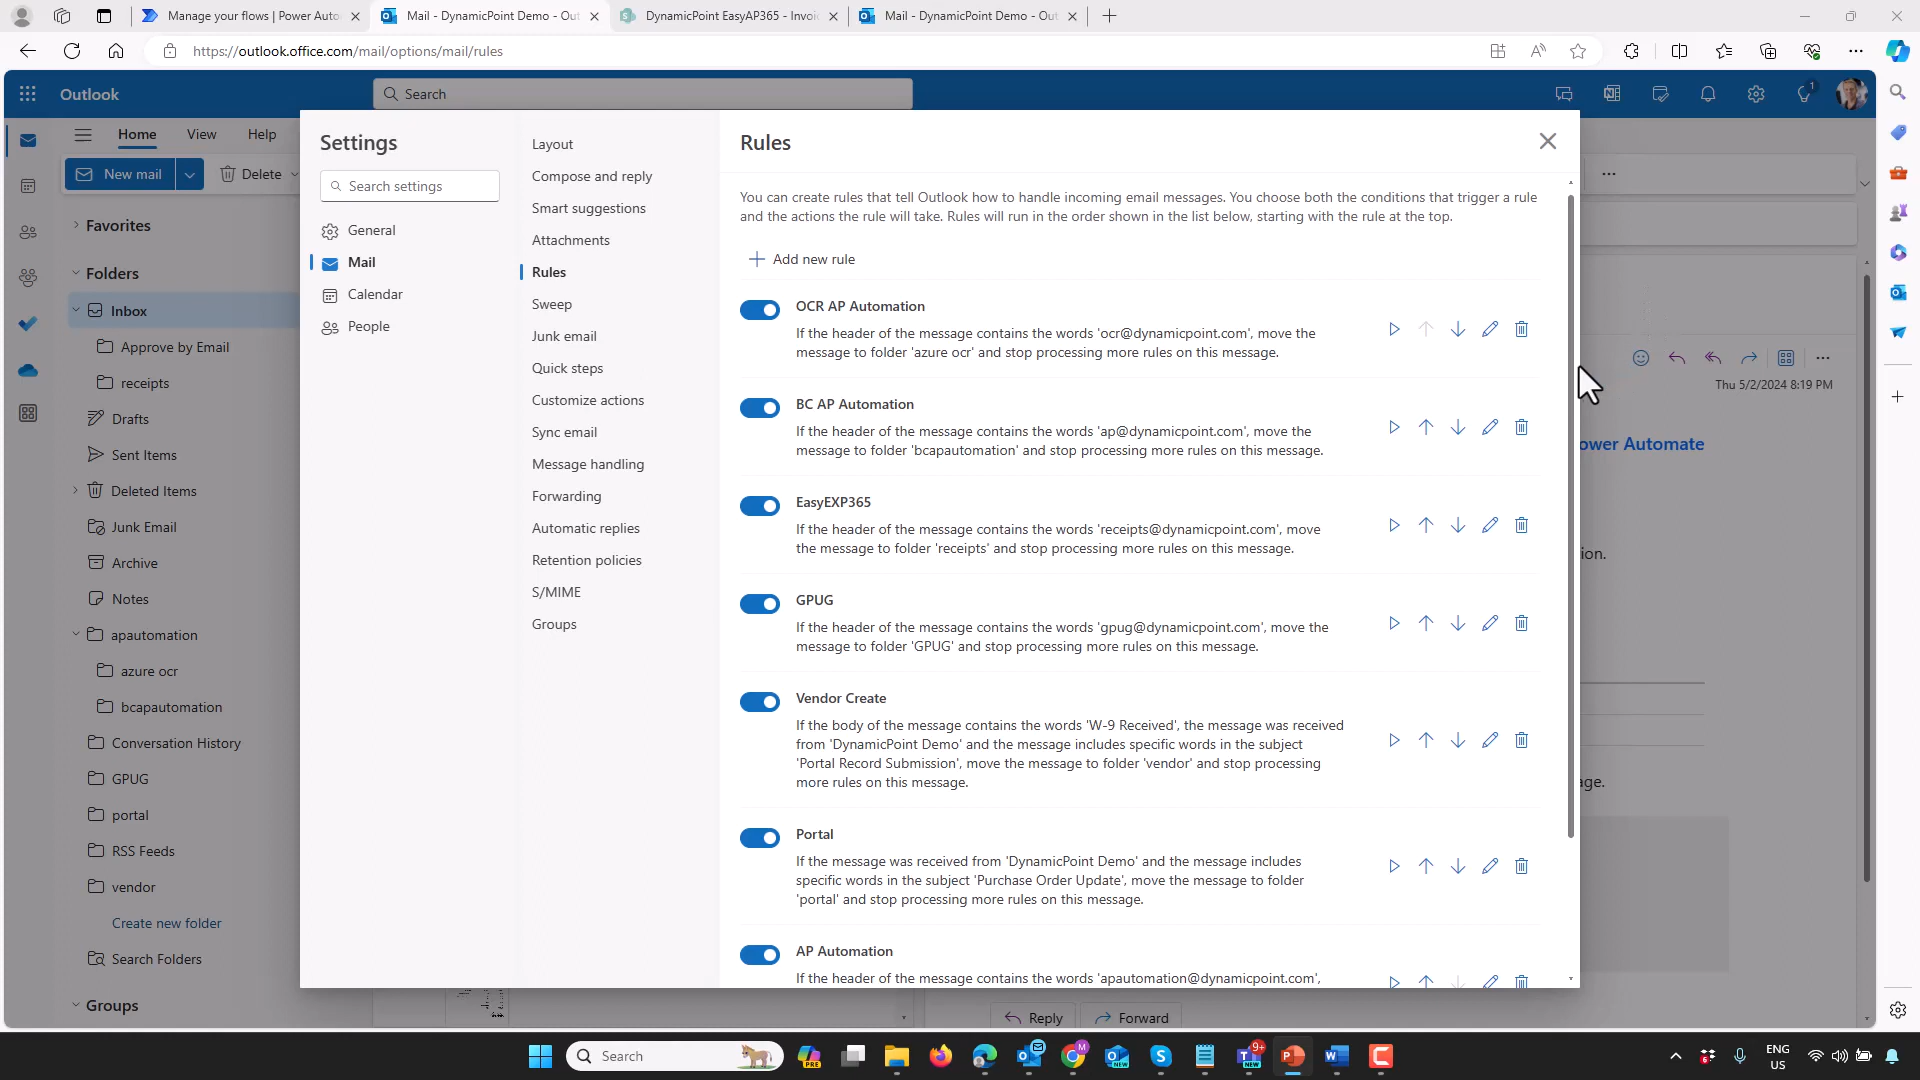 Manage your flows | Power Auto
Mail - DynamicPoint Demo - Out
DynamicPoint EasyAP365 - Invoi
Mail - DynamicPoint Demo - Out
https://outlook.office.com/mail/options/mail/rules
Outlook
Search
1
Home
View
Help
New mail
Delete
Favorites
Folders
Inbox
Approve by Email
receipts
Drafts
Sent Items
Deleted Items
Junk Email
Archive
Notes
apautomation
azure ocr
bcapautomation
Conversation History
GPUG
portal
RSS Feeds
vendor
Create new folder
Search Folders
Groups
Settings
Search settings
General
Mail
Calendar
People
Layout
Compose and reply
Smart suggestions
Attachments
Rules
Sweep
Junk email
Quick steps
Customize actions
Sync email
Message handling
Forwarding
Automatic replies
Retention policies
S/MIME
Groups
Rules
You can create rules that tell Outlook how to handle incoming email messages. You choose both the conditions that trigger a rule
and the actions the rule will take. Rules will run in the order shown in the list below, starting with the rule at the top.
Add new rule
OCR AP Automation
If the header of the message contains the words 'ocr@dynamicpoint.com', move the
message to folder 'azure ocr' and stop processing more rules on this message.
BC AP Automation
If the header of the message contains the words 'ap@dynamicpoint.com', move the
message to folder 'bcapautomation' and stop processing more rules on this message.
EasyEXP365
If the header of the message contains the words 'receipts@dynamicpoint.com', move
the message to folder 'receipts' and stop processing more rules on this message.
GPUG
If the header of the message contains the words 'gpug@dynamicpoint.com', move the
message to folder 'GPUG' and stop processing more rules on this message.
Vendor Create
If the body of the message contains the words 'W-9 Received', the message was received
from 'DynamicPoint Demo' and the message includes specific words in the subject
'Portal Record Submission', move the message to folder 'vendor' and stop processing
more rules on this message.
Portal
If the message was received from 'DynamicPoint Demo' and the message includes
specific words in the subject 'Purchase Order Update', move the message to folder
'portal' and stop processing more rules on this message.
AP Automation
If the header of the message contains the words 'apautomation@dynamicpoint.com',
Thu 5/2/2024 8:19 PM
ower Automate
ion.
ge.
Reply
Forward
Search
PRE
NEW
M
NEW
9+
NEW
6
ENG
US